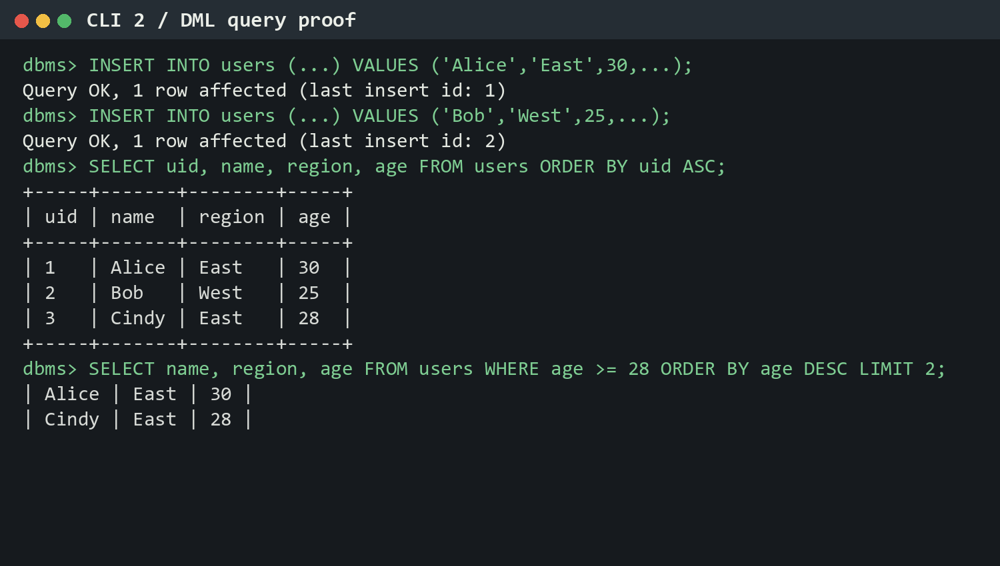 CLI 2 / DML query proof
dbms> INSERT INTO users (...) VALUES ('Alice','East',30,...);
Query OK, 1 row affected (last insert id: 1)
dbms> INSERT INTO users (...) VALUES ('Bob','West',25,...);
Query OK, 1 row affected (last insert id: 2)
dbms> SELECT uid, name, region, age FROM users ORDER BY uid ASC;
+-----+-------+--------+-----+
| uid | name  | region | age |
+-----+-------+--------+-----+
| 1   | Alice | East   | 30  |
| 2   | Bob   | West   | 25  |
| 3   | Cindy | East   | 28  |
+-----+-------+--------+-----+
dbms> SELECT name, region, age FROM users WHERE age >= 28 ORDER BY age DESC LIMIT 2;
| Alice | East | 30 |
| Cindy | East | 28 |